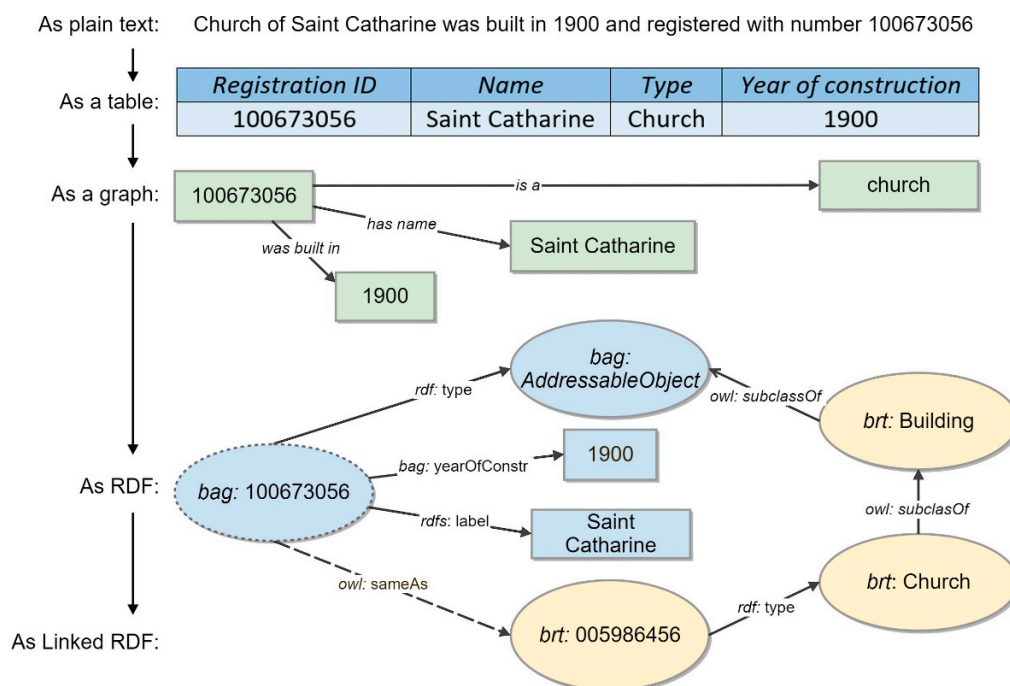 As plain text:
Church of Saint Catharine was built in 1900 and registered with number 100673056
As a table:
Registration ID Name Type Year of construction
100673056 Saint Catharine Church 1900
As a graph:
100673056
is a
church
has name
Saint Catharine
was built in
1900
bag:
AddressableObject
rdf: type
owl: subclassOf
brt: Building
As RDF:
bag: 100673056
bag: yearOfConstr
1900
rdfs: label
Saint
Catharine
owl: subclasOf
owl: sameAs
brt: Church
rdf: type
brt: 005986456
As Linked RDF: